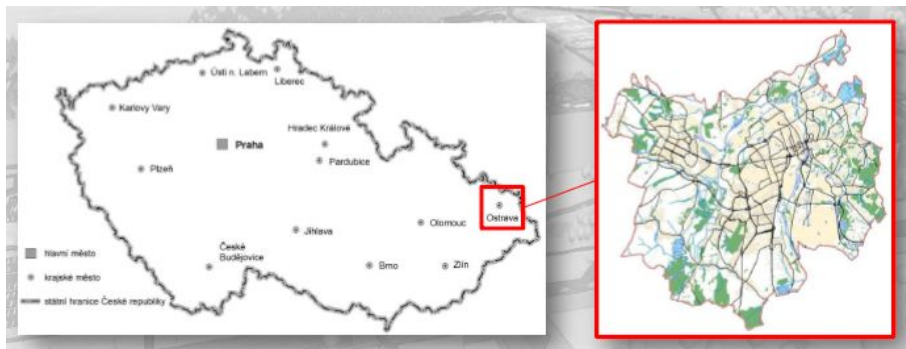 Ústí n. Labem
Liberec
Karlovy Vary
Hradec Králové
Praha
Pardubice
Plzeň
Ostrava
Olomouc
Jihlava
České
Budějovice
Brno
Zlín
hlavní město
krajské město
státní hranice České republiky